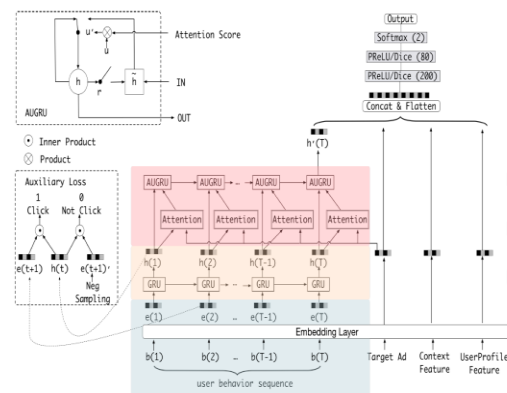 Output
Softmax (2)
PReLU/Dice (80)
PReLU/Dice (200)
Concat & Flatten
h'(T)
u'
u
Attention Score
h
h̃
r
IN
OUT
AUGRU
Inner Product
Product
Auxiliary Loss
1 0
Click Not Click
e(t+1) h(t) e(t+1)'
Neg
Sampling
AUGRU AUGRU … AUGRU AUGRU
Attention Attention Attention Attention
h(1) h(2) h(T-1) h(T)
GRU GRU … GRU GRU
e(1) e(2) … e(T-1) e(T)
Embedding Layer
b(1) b(2) … b(T-1) b(T)
user behavior sequence
Target Ad
Context
Feature
UserProfile
Feature